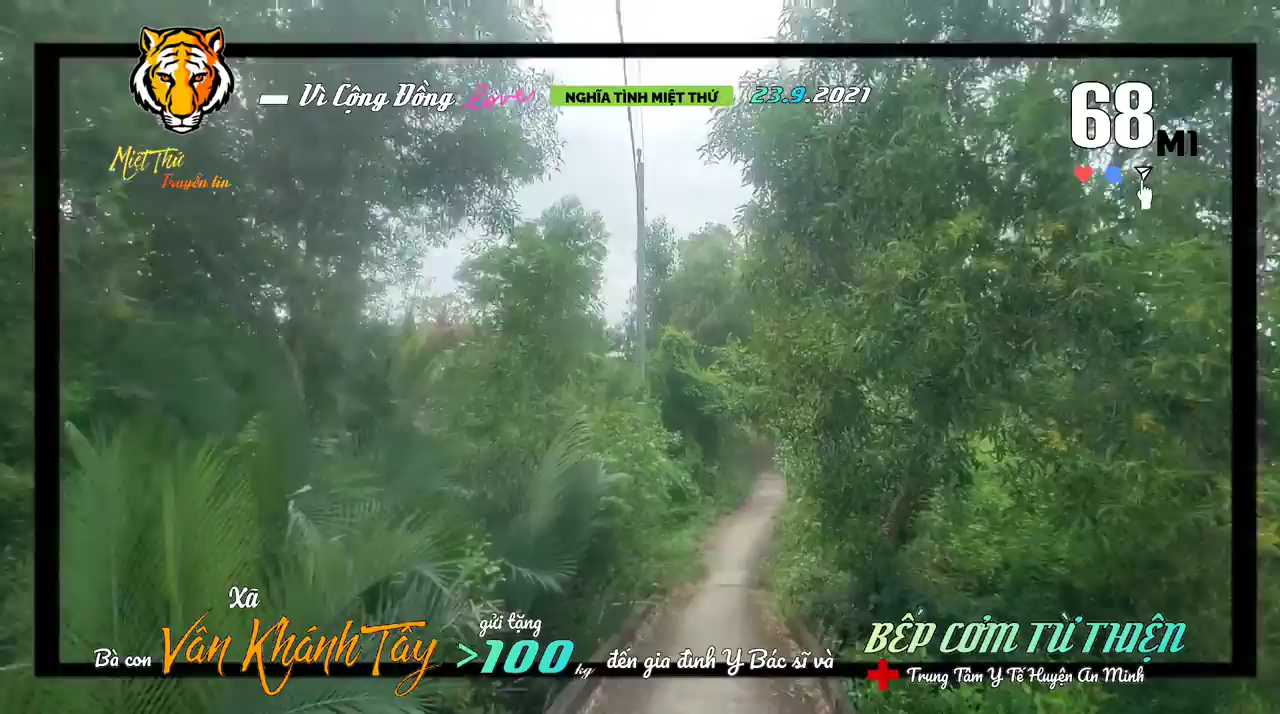 Vì Cộng Đồng love NGHĨA TÌNH MIỆT THỨ 23.9.2021
68 M1
Miệt Thứ
Truyền tin
Xã
Bà con Vân Khánh Tây >100 kg gửi tặng đến gia đình Y Bác sĩ và
BẾP CƠM TỪ THIỆN
Trung Tâm Y Tế Huyện An Minh